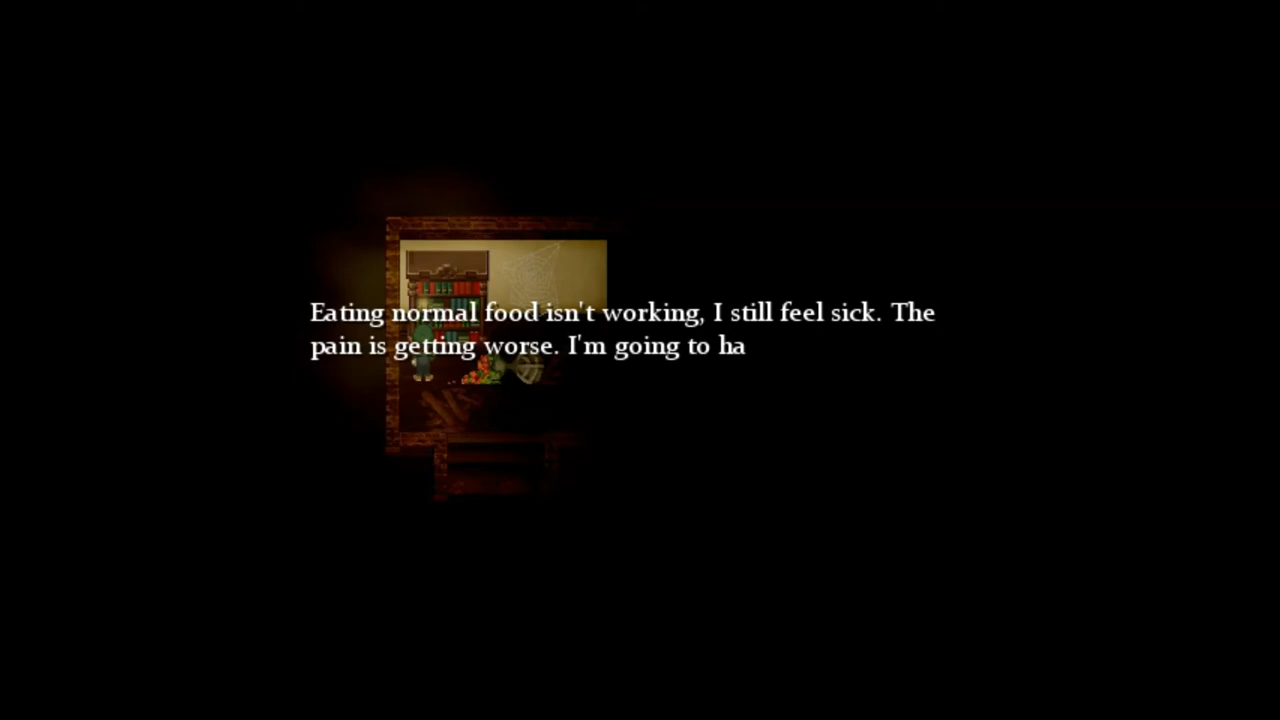 Eating normal food isn't working, I still feel sick. The
pain is getting worse. I'm going to ha